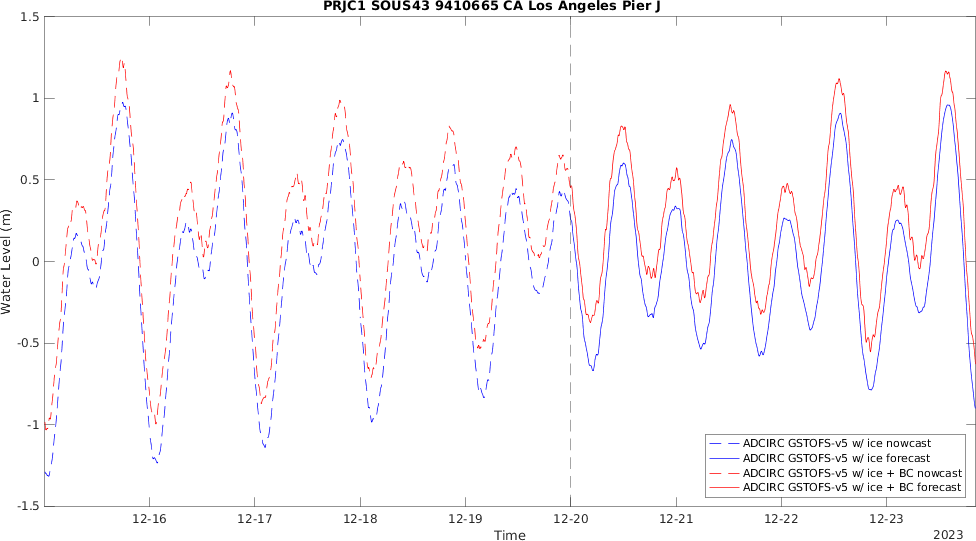 PRJC1 SOUS43 9410665 CA Los Angeles Pier J
1.5
1
0.5
0
-0.5
-1
-1.5
Water Level (m)
12-16 12-17 12-18 12-19 12-20 12-21 12-22 12-23
Time
2023
ADCIRC GSTOFS-v5 w/ ice nowcast
ADCIRC GSTOFS-v5 w/ ice forecast
ADCIRC GSTOFS-v5 w/ ice + BC nowcast
ADCIRC GSTOFS-v5 w/ ice + BC forecast